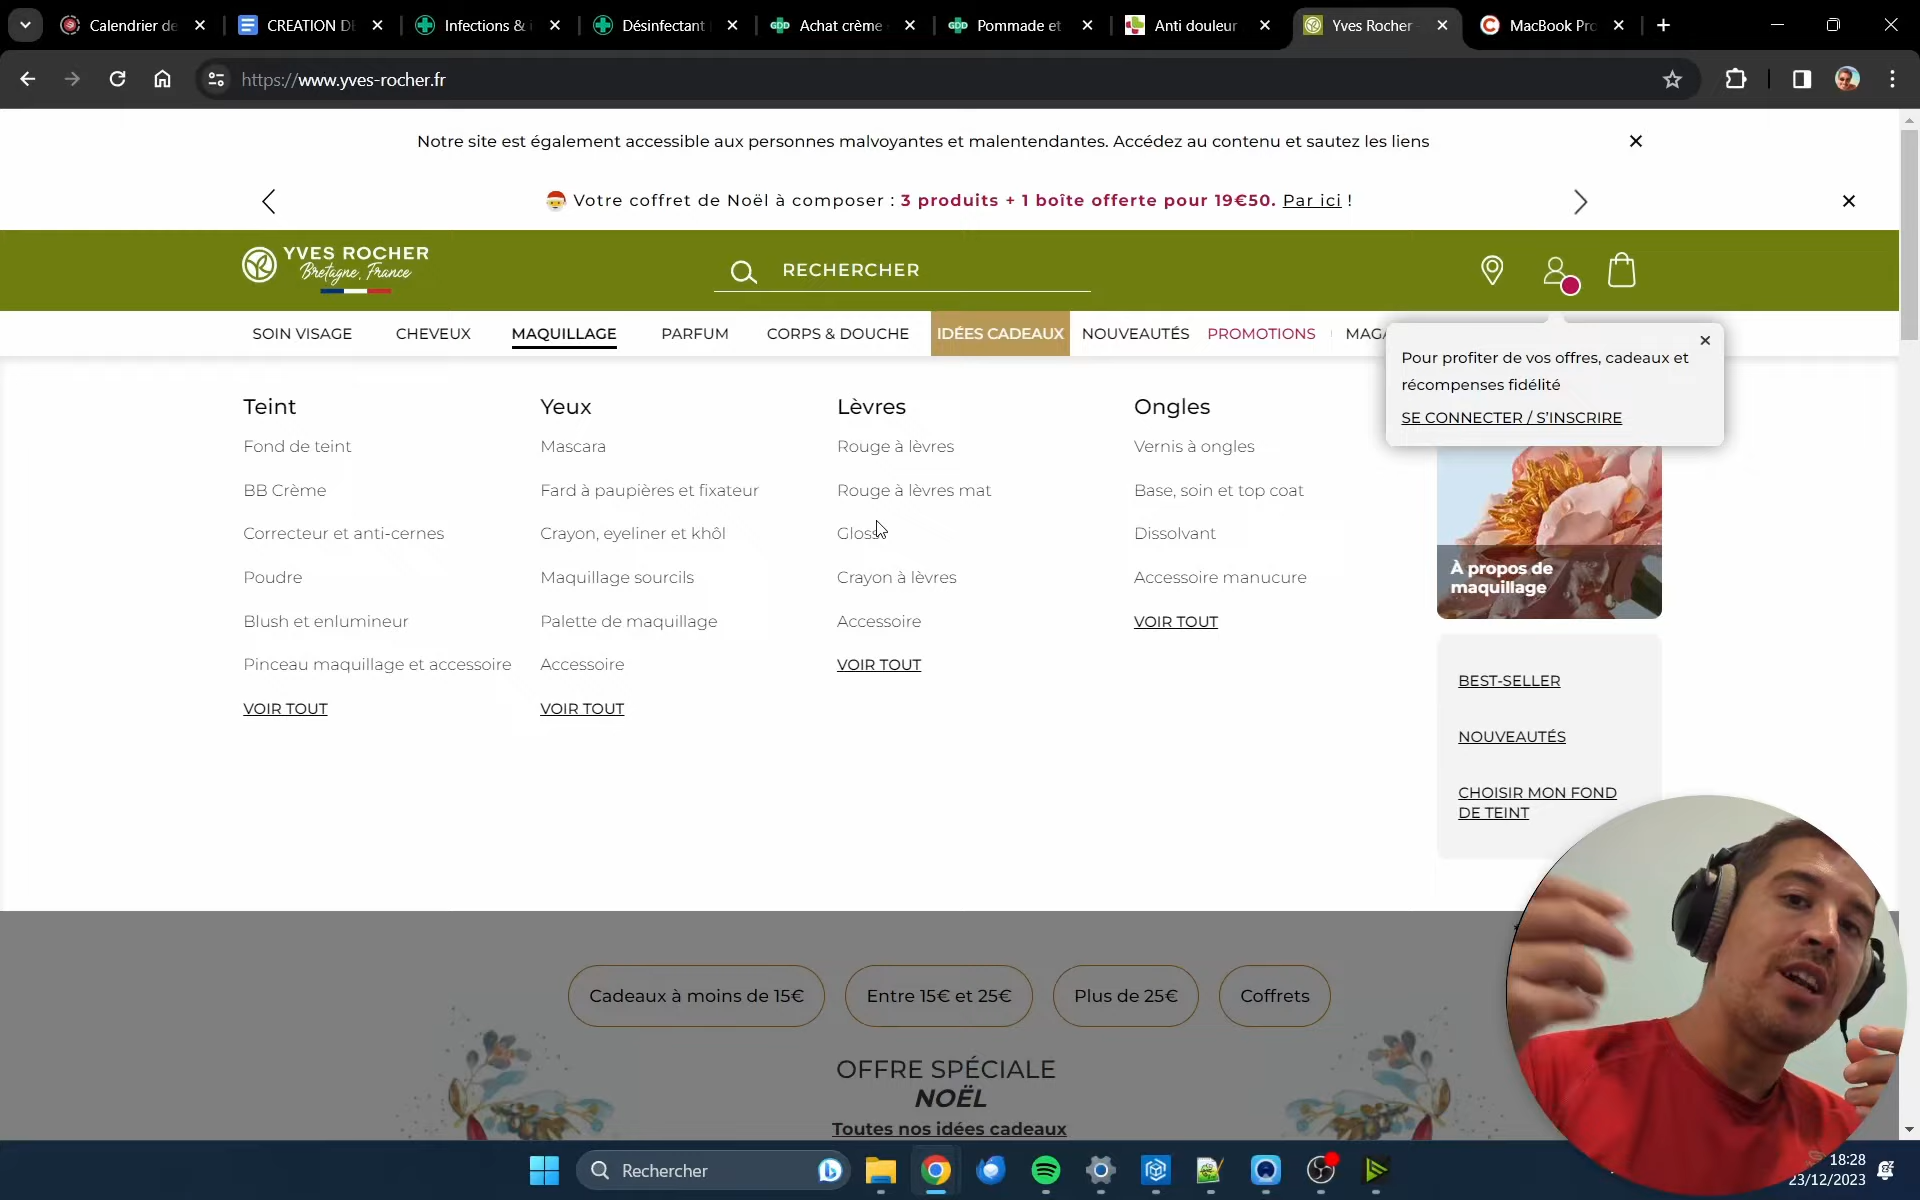 Calendrier de
CREATION DE
Infections &
Désinfectant
Achat crème
Pommade et
Anti douleur
Yves Rocher
MacBook Pro
https://www.yves-rocher.fr
Notre site est également accessible aux personnes malvoyantes et malentendantes. Accédez au contenu et sautez les liens
Votre coffret de Noël à composer : 3 produits + 1 boîte offerte pour 19€50. Par ici !
YVES ROCHER
Bretagne, France
RECHERCHER
SOIN VISAGE
CHEVEUX
MAQUILLAGE
PARFUM
CORPS & DOUCHE
IDÉES CADEAUX
NOUVEAUTÉS
PROMOTIONS
MAGA
Pour profiter de vos offres, cadeaux et
récompenses fidélité
SE CONNECTER / S'INSCRIRE
Teint
Fond de teint
BB Crème
Correcteur et anti-cernes
Poudre
Blush et enlumineur
Pinceau maquillage et accessoire
VOIR TOUT
Yeux
Mascara
Fard à paupières et fixateur
Crayon, eyeliner et khôl
Maquillage sourcils
Palette de maquillage
Accessoire
VOIR TOUT
Lèvres
Rouge à lèvres
Rouge à lèvres mat
Gloss
Crayon à lèvres
Accessoire
VOIR TOUT
Ongles
Vernis à ongles
Base, soin et top coat
Dissolvant
Accessoire manucure
VOIR TOUT
À propos de
maquillage
BEST-SELLER
NOUVEAUTÉS
CHOISIR MON FOND
DE TEINT
Cadeaux à moins de 15€
Entre 15€ et 25€
Plus de 25€
Coffrets
OFFRE SPÉCIALE
NOËL
Toutes nos idées cadeaux
Rechercher
18:28
23/12/2023